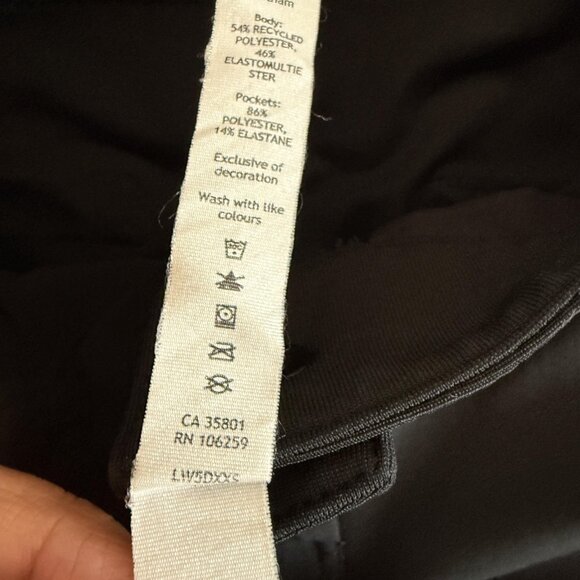 Body:
54% RECYCLED
POLYESTER,
46%
ELASTOMULTIE
STER
Pockets:
86%
POLYESTER,
14% ELASTANE
Exclusive of
decoration
Wash with like
colours
CA 35801
RN 106259